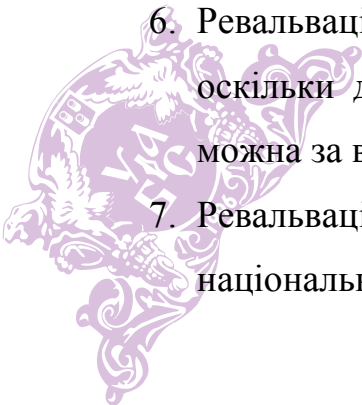 6. Ревальваці
оскільки
можна за
7. Ревальваці
національ